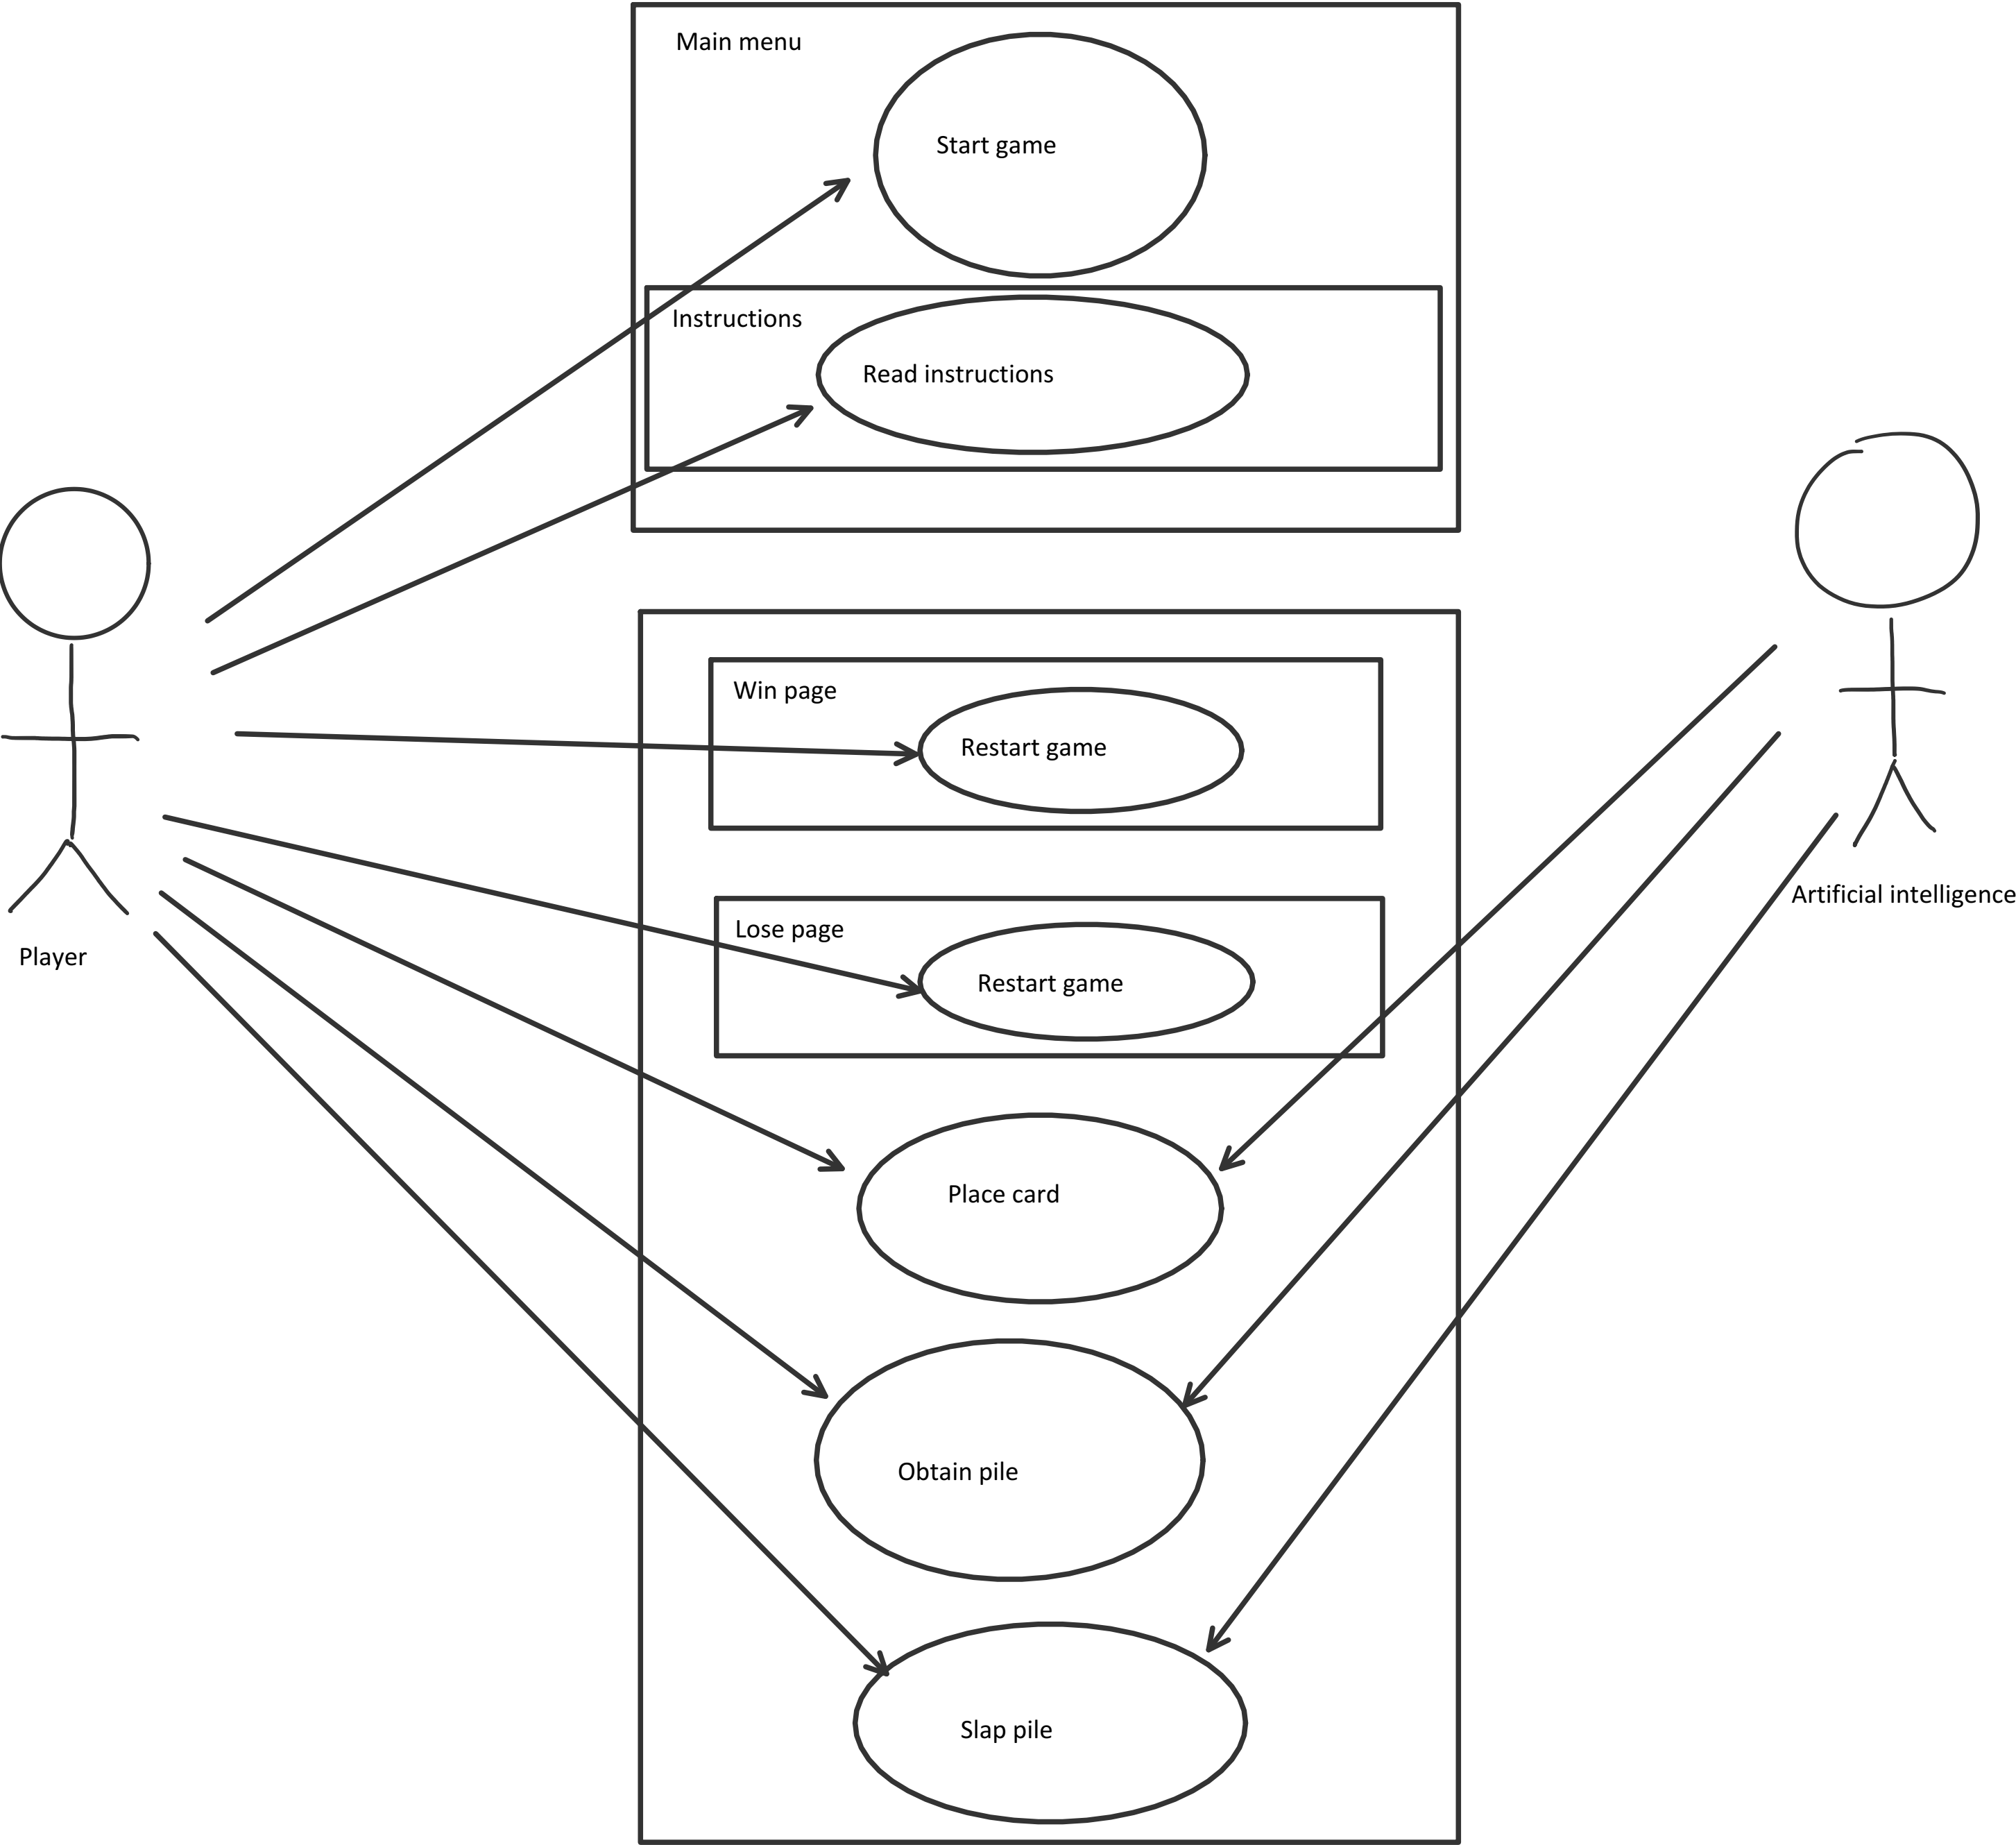 Main menu
Start game
Instructions
Read instructions
Win page
Restart game
Artificial intelligence
Lose page
Player
Restart game
Place card
Obtain pile
Slap pile